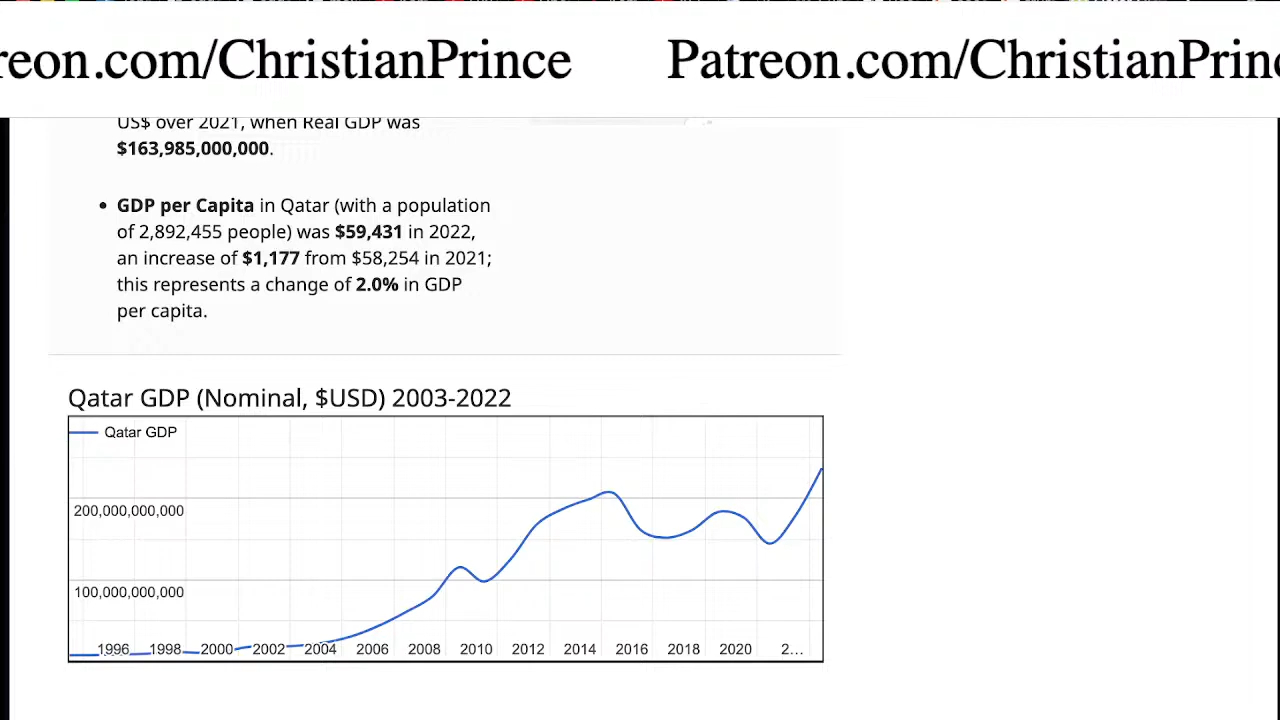 reon.com/ChristianPrince Patreon.com/ChristianPrinc
US$ over 2021, when Real GDP was
$163,985,000,000.
• GDP per Capita in Qatar (with a population
of 2,892,455 people) was $59,431 in 2022,
an increase of $1,177 from $58,254 in 2021;
this represents a change of 2.0% in GDP
per capita.
Qatar GDP (Nominal, $USD) 2003-2022
Qatar GDP
200,000,000,000
100,000,000,000
1996 1998 2000 2002 2004 2006 2008 2010 2012 2014 2016 2018 2020 2...